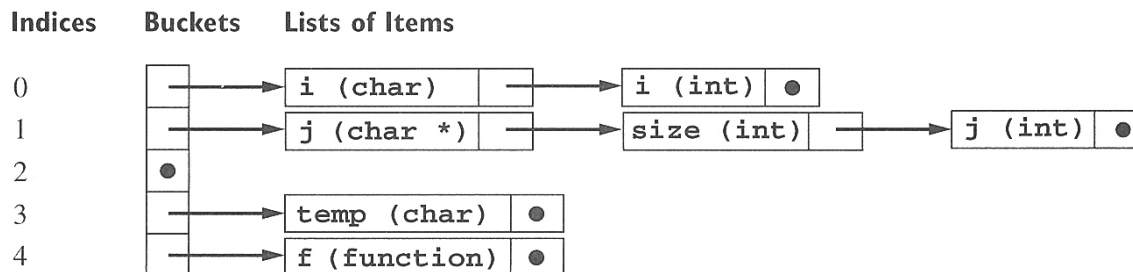 Indices Buckets Lists of Items
0 i (char) i (int)
1 j (char *) size (int) j (int)
2
3 temp (char)
4 f (function)